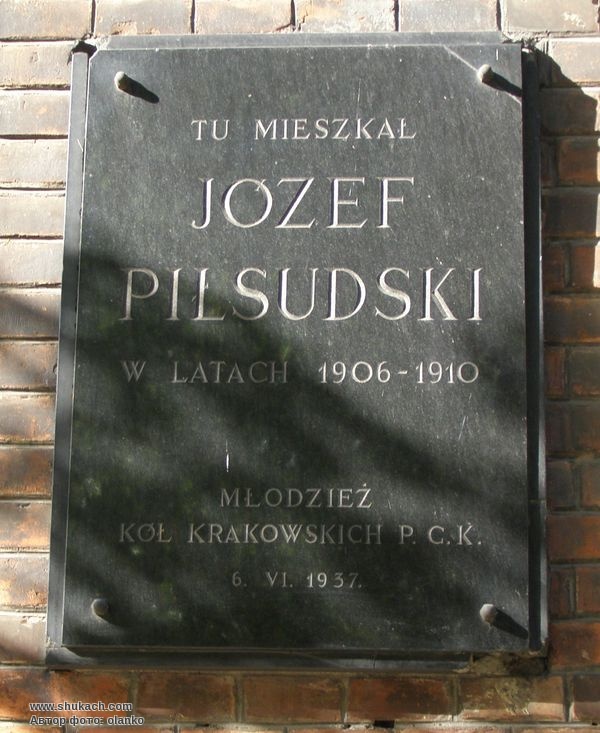 TU MIESZKAŁ
JÓZEF
PIŁSUDSKI
W LATACH 1906-1910
MŁODZIEŻ
KÓŁ KRAKOWSKICH P.C.K.
6. VI. 1937.
www.shukach.com
Автор фото: olanko